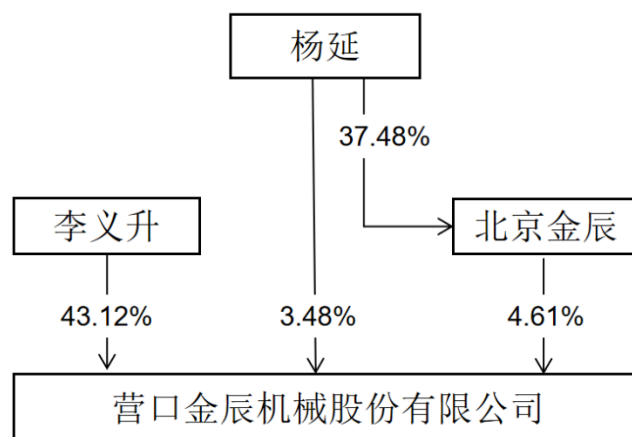 杨延
37.48%
李义升
北京金辰
43.12%
3.48%
4.61%
营口金辰机械股份有限公司